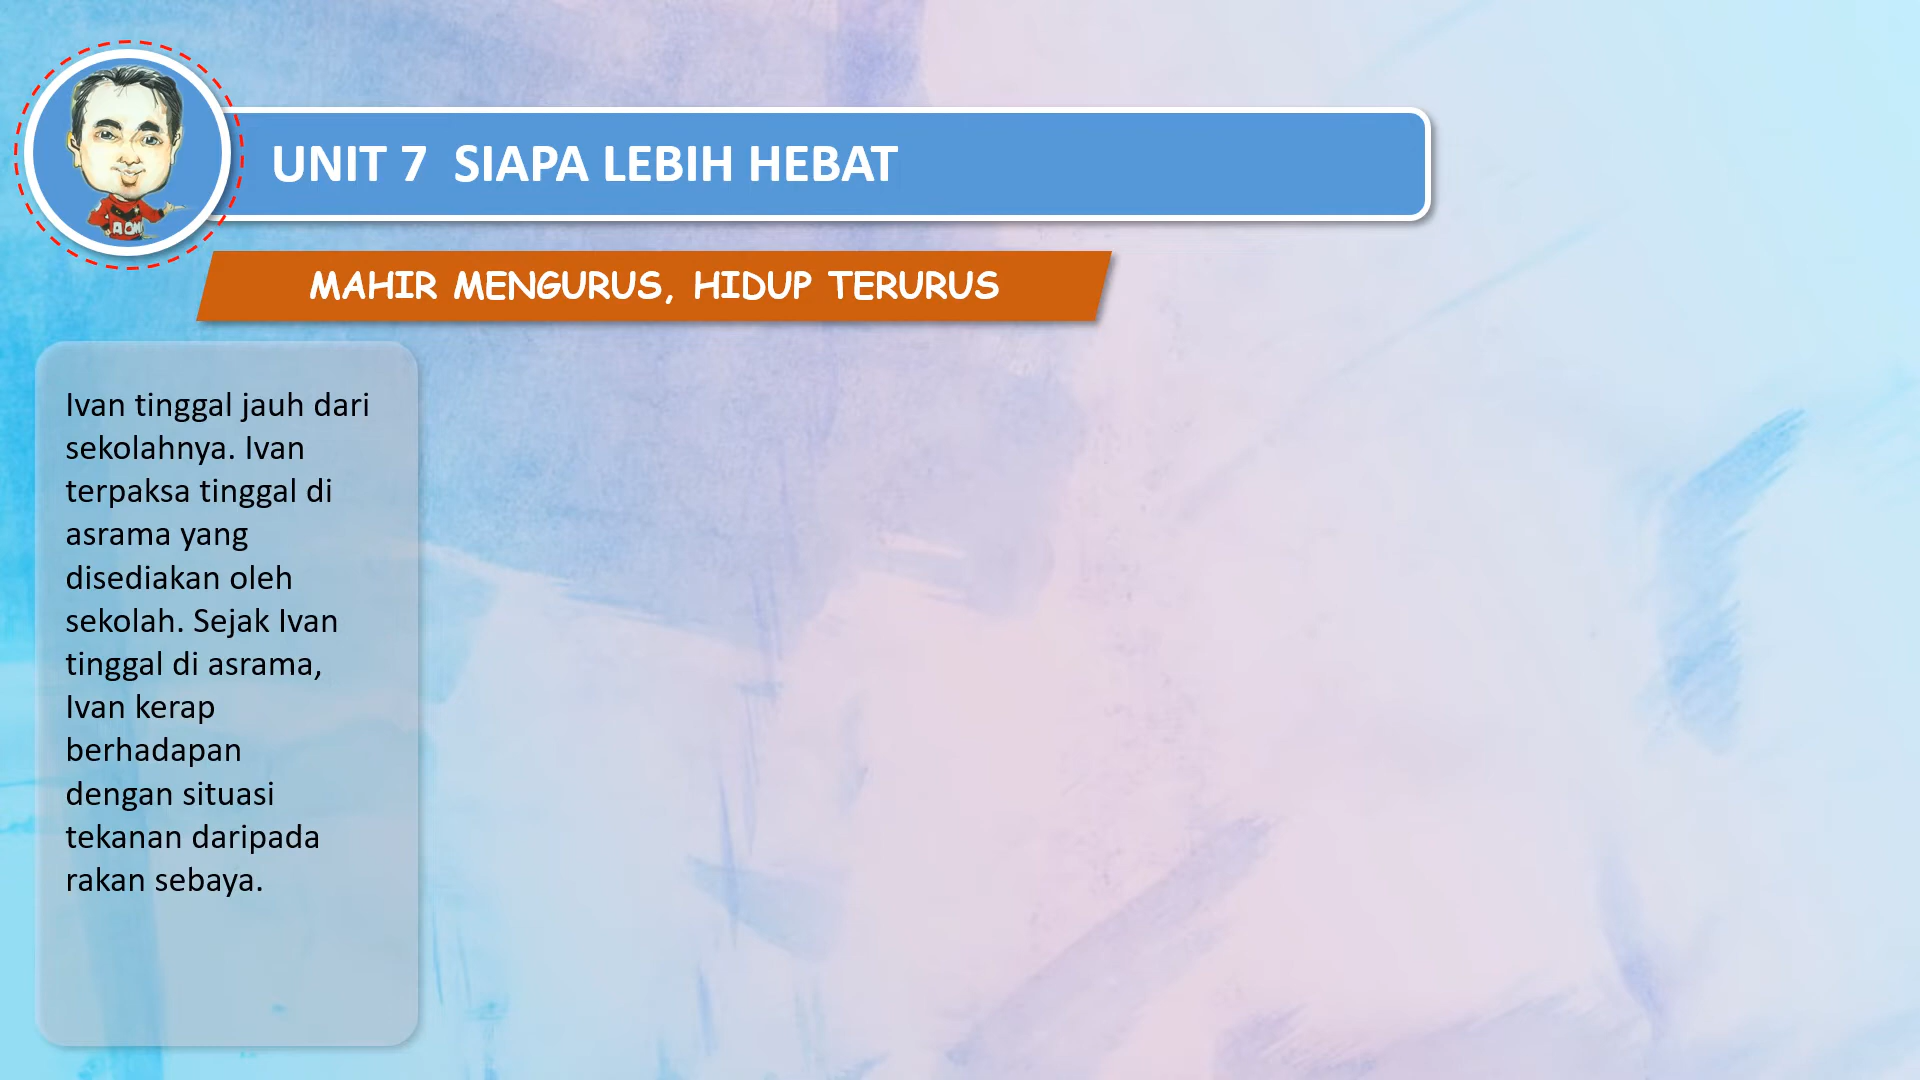 UNIT 7 SIAPA LEBIH HEBAT
MAHIR MENGURUS, HIDUP TERURUS
Ivan tinggal jauh dari
sekolahnya. Ivan
terpaksa tinggal di
asrama yang
disediakan oleh
sekolah. Sejak Ivan
tinggal di asrama,
Ivan kerap
berhadapan
dengan situasi
tekanan daripada
rakan sebaya.